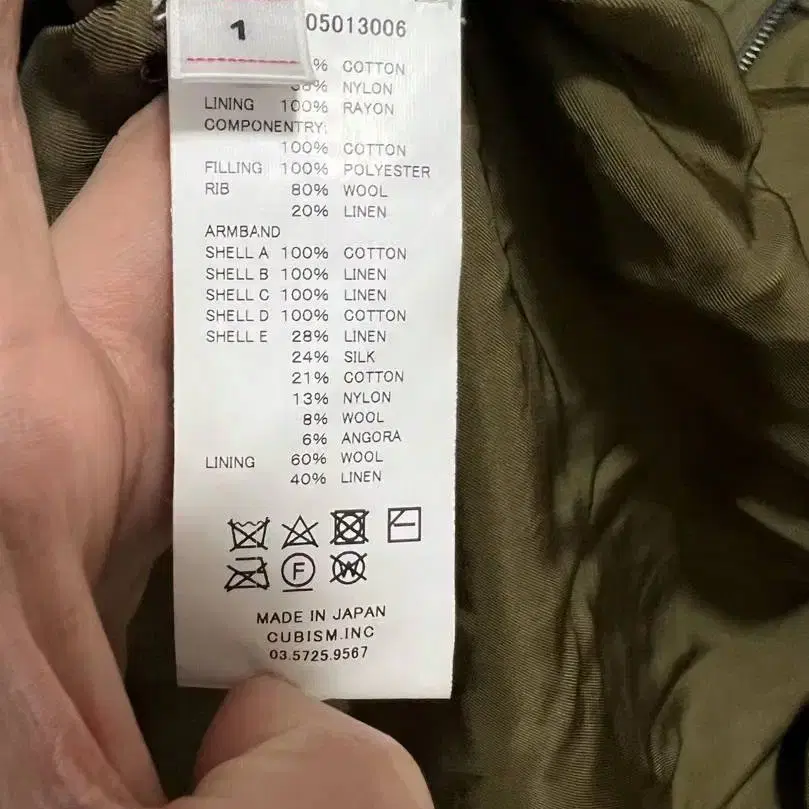 1
05013006
% COTTON
8% NYLON
LINING 100% RAYON
COMPONENTRY:
100% COTTON
FILLING 100% POLYESTER
RIB 80% WOOL
20% LINEN
ARMBAND
SHELL A 100% COTTON
SHELL B 100% LINEN
SHELL C 100% LINEN
SHELL D 100% COTTON
SHELL E 28% LINEN
24% SILK
21% COTTON
13% NYLON
8% WOOL
6% ANGORA
LINING 60% WOOL
40% LINEN
F
W
MADE IN JAPAN
CUBISM.INC
03.5725.9567